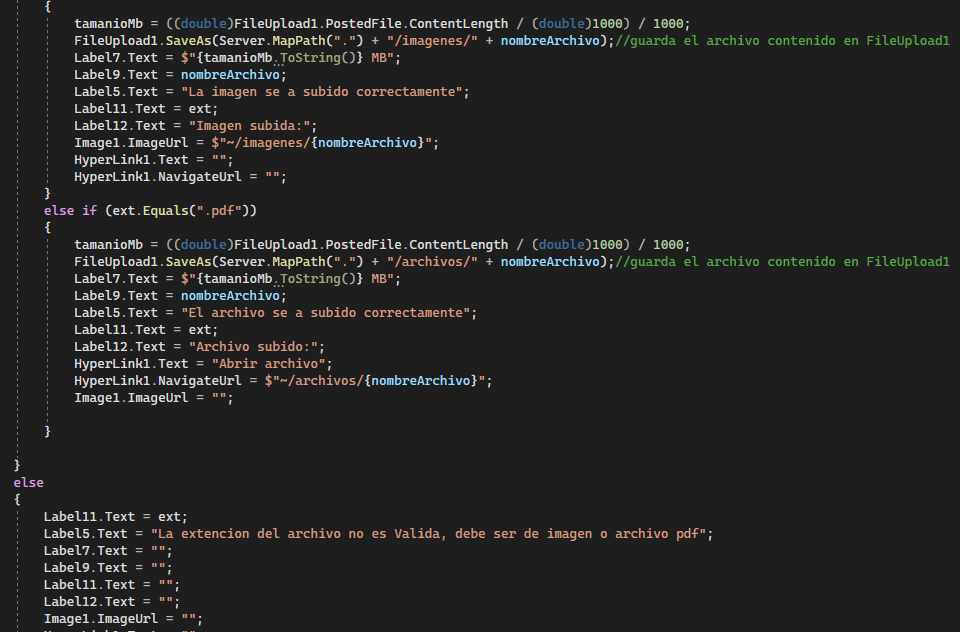 {
tamanioMb = ((double)FileUpload1.PostedFile.ContentLength / (double)1000) / 1000;
FileUpload1.SaveAs(Server.MapPath(".") + "/imagenes/" + nombreArchivo);//guarda el archivo contenido en FileUpload1
Label7.Text = $"{tamanioMb.ToString()} MB";
Label9.Text = nombreArchivo;
Label5.Text = "La imagen se a subido correctamente";
Label11.Text = ext;
Label12.Text = "Imagen subida:";
Image1.ImageUrl = $"~/imagenes/{nombreArchivo}";
HyperLink1.Text = "";
HyperLink1.NavigateUrl = "";
}
else if (ext.Equals(".pdf"))
{
tamanioMb = ((double)FileUpload1.PostedFile.ContentLength / (double)1000) / 1000;
FileUpload1.SaveAs(Server.MapPath(".") + "/archivos/" + nombreArchivo);//guarda el archivo contenido en FileUpload1
Label7.Text = $"{tamanioMb.ToString()} MB";
Label9.Text = nombreArchivo;
Label5.Text = "El archivo se a subido correctamente";
Label11.Text = ext;
Label12.Text = "Archivo subido:";
HyperLink1.Text = "Abrir archivo";
HyperLink1.NavigateUrl = $"~/archivos/{nombreArchivo}";
Image1.ImageUrl = "";
}
}
else
{
Label11.Text = ext;
Label5.Text = "La extencion del archivo no es Valida, debe ser de imagen o archivo pdf";
Label7.Text = "";
Label9.Text = "";
Label11.Text = "";
Label12.Text = "";
Image1.ImageUrl = "";